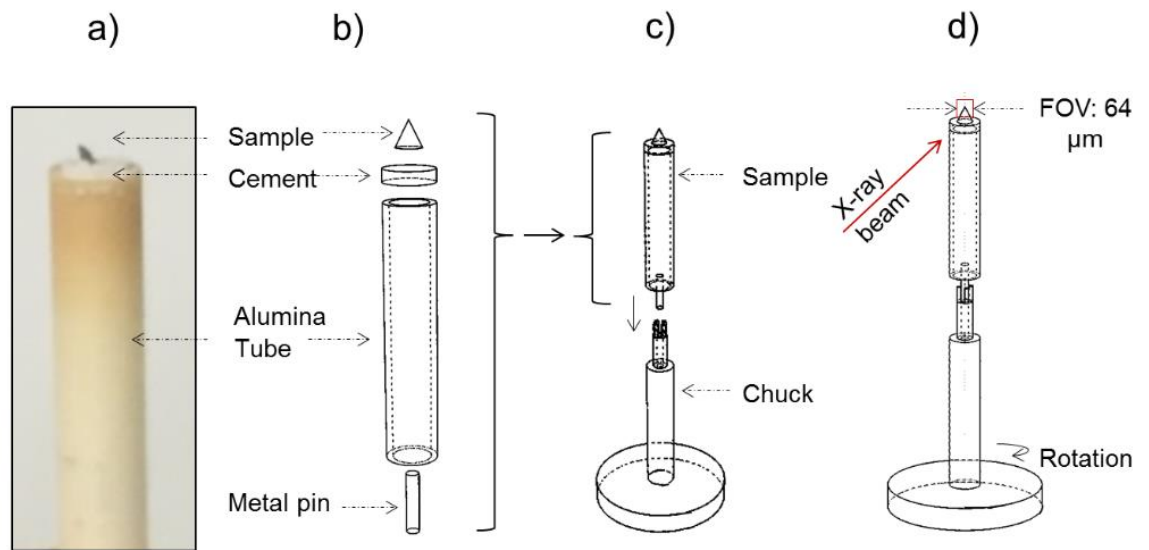 a)
b)
c)
d)
Sample
Cement
Alumina
Tube
Metal pin
Sample
Chuck
FOV: 64
μm
X-ray
beam
Rotation